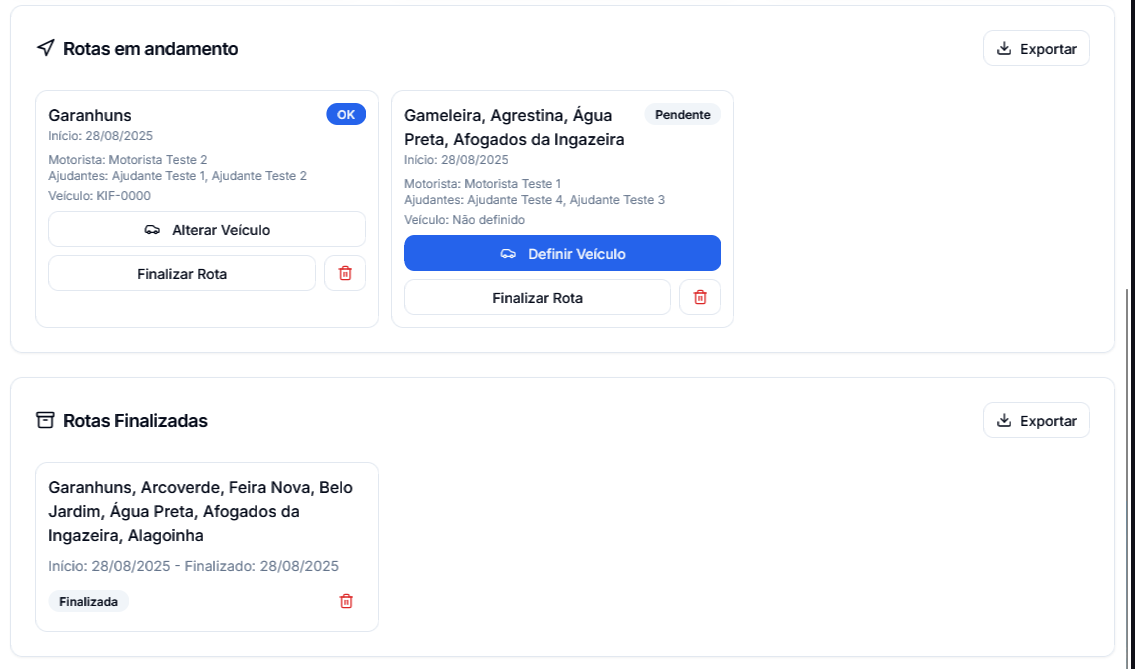 Rotas em andamento
Exportar
Garanhuns
OK
Início: 28/08/2025
Motorista: Motorista Teste 2
Ajudantes: Ajudante Teste 1, Ajudante Teste 2
Veículo: KIF-0000
Alterar Veículo
Finalizar Rota
Gameleira, Agrestina, Água
Preta, Afogados da Ingazeira
Pendente
Início: 28/08/2025
Motorista: Motorista Teste 1
Ajudantes: Ajudante Teste 4, Ajudante Teste 3
Veículo: Não definido
Definir Veículo
Finalizar Rota
Rotas Finalizadas
Exportar
Garanhuns, Arcoverde, Feira Nova, Belo
Jardim, Água Preta, Afogados da
Ingazeira, Alagoinha
Início: 28/08/2025 - Finalizado: 28/08/2025
Finalizada